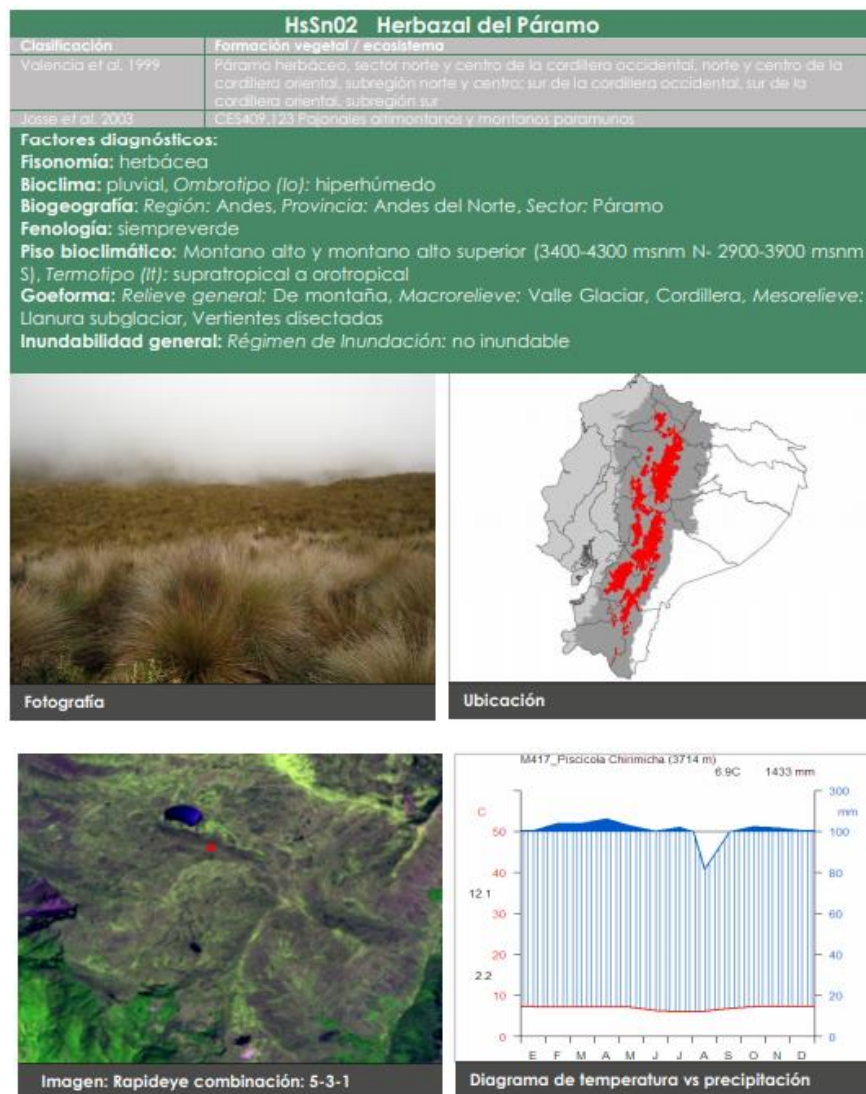 HsSn02 Herbazal del Páramo
Clasificación Formación vegetal / ecosistema
Valencia et al. 1999 Páramo herbáceo, sector norte y centro de la cordillera occidental, norte y centro de la
cordillera oriental, subregión norte y centro; sur de la cordillera occidental, sur de la
cordillera oriental, subregión sur
Josse et al. 2003 CES409.123 Pajonales altimontanos y montanos paramunos
Factores diagnósticos:
Fisonomía: herbácea
Bioclima: pluvial, Ombrotipo (Io): hiperhúmedo
Biogeografía: Región: Andes, Provincia: Andes del Norte, Sector: Páramo
Fenología: siempreverde
Piso bioclimático: Montano alto y montano alto superior (3400-4300 msnm N- 2900-3900 msnm
S), Termotipo (It): supratropical a orotropical
Goeforma: Relieve general: De montaña, Macrorelieve: Valle Glaciar, Cordillera, Mesorelieve:
Llanura subglaciar, Vertientes disectadas
Inundabilidad general: Régimen de Inundación: no inundable
Fotografía
Ubicación
Imagen: Rapideye combinación: 5-3-1
M417_Piscicola Chirimicha (3714 m)
6.9C 1433 mm
300
C mm
50 100
40 80
12.1
30 60
20 40
2.2
10 20
0 0
E F M A M J J A S O N D
Diagrama de temperatura vs precipitación